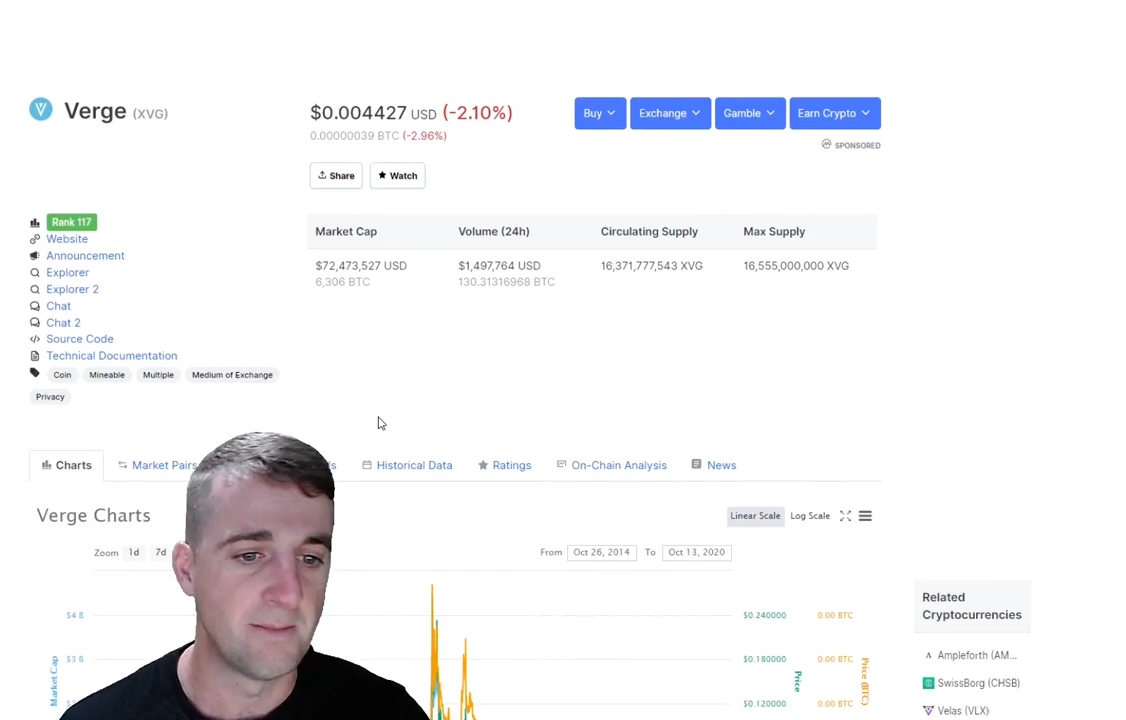 Verge (XVG)
$0.004427 USD (-2.10%)
0.00000039 BTC (-2.96%)
Buy
Exchange
Gamble
Earn Crypto
SPONSORED
Share
Watch
Rank 117
Website
Announcement
Explorer
Explorer 2
Chat
Chat 2
Source Code
Technical Documentation
Coin Mineable Multiple Medium of Exchange
Privacy
Market Cap Volume (24h) Circulating Supply Max Supply
$72,473,527 USD $1,497,764 USD 16,371,777,543 XVG 16,555,000,000 XVG
6,306 BTC 130.31316968 BTC
Charts Market Pairs Historical Data Ratings On-Chain Analysis News
Verge Charts
Linear Scale Log Scale
Zoom 1d 7d
From Oct 26, 2014 To Oct 13, 2020
$4 B $0.240000 0.00 BTC
$3 B $0.180000 0.00 BTC
$0.120000 0.00 BTC
Market Cap
Price
Price (BTC)
Related
Cryptocurrencies
Ampleforth (AM...
SwissBorg (CHSB)
Velas (VLX)